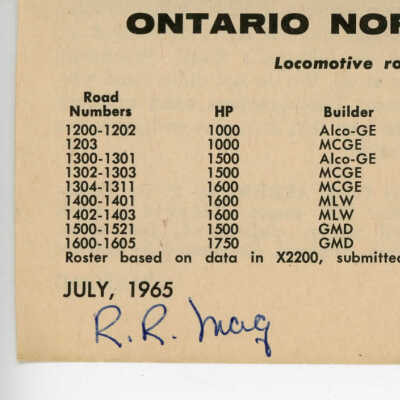 ONTARIO NOR
Locomotive ro
Road Numbers HP Builder
1200-1202 1000 Alco-GE
1203 1000 MCGE
1300-1301 1500 Alco-GE
1302-1303 1500 MCGE
1304-1311 1600 MCGE
1400-1401 1600 MLW
1402-1403 1600 MLW
1500-1521 1500 GMD
1600-1605 1750 GMD
Roster based on data in X2200, submitted
JULY, 1965
R.R. Mag